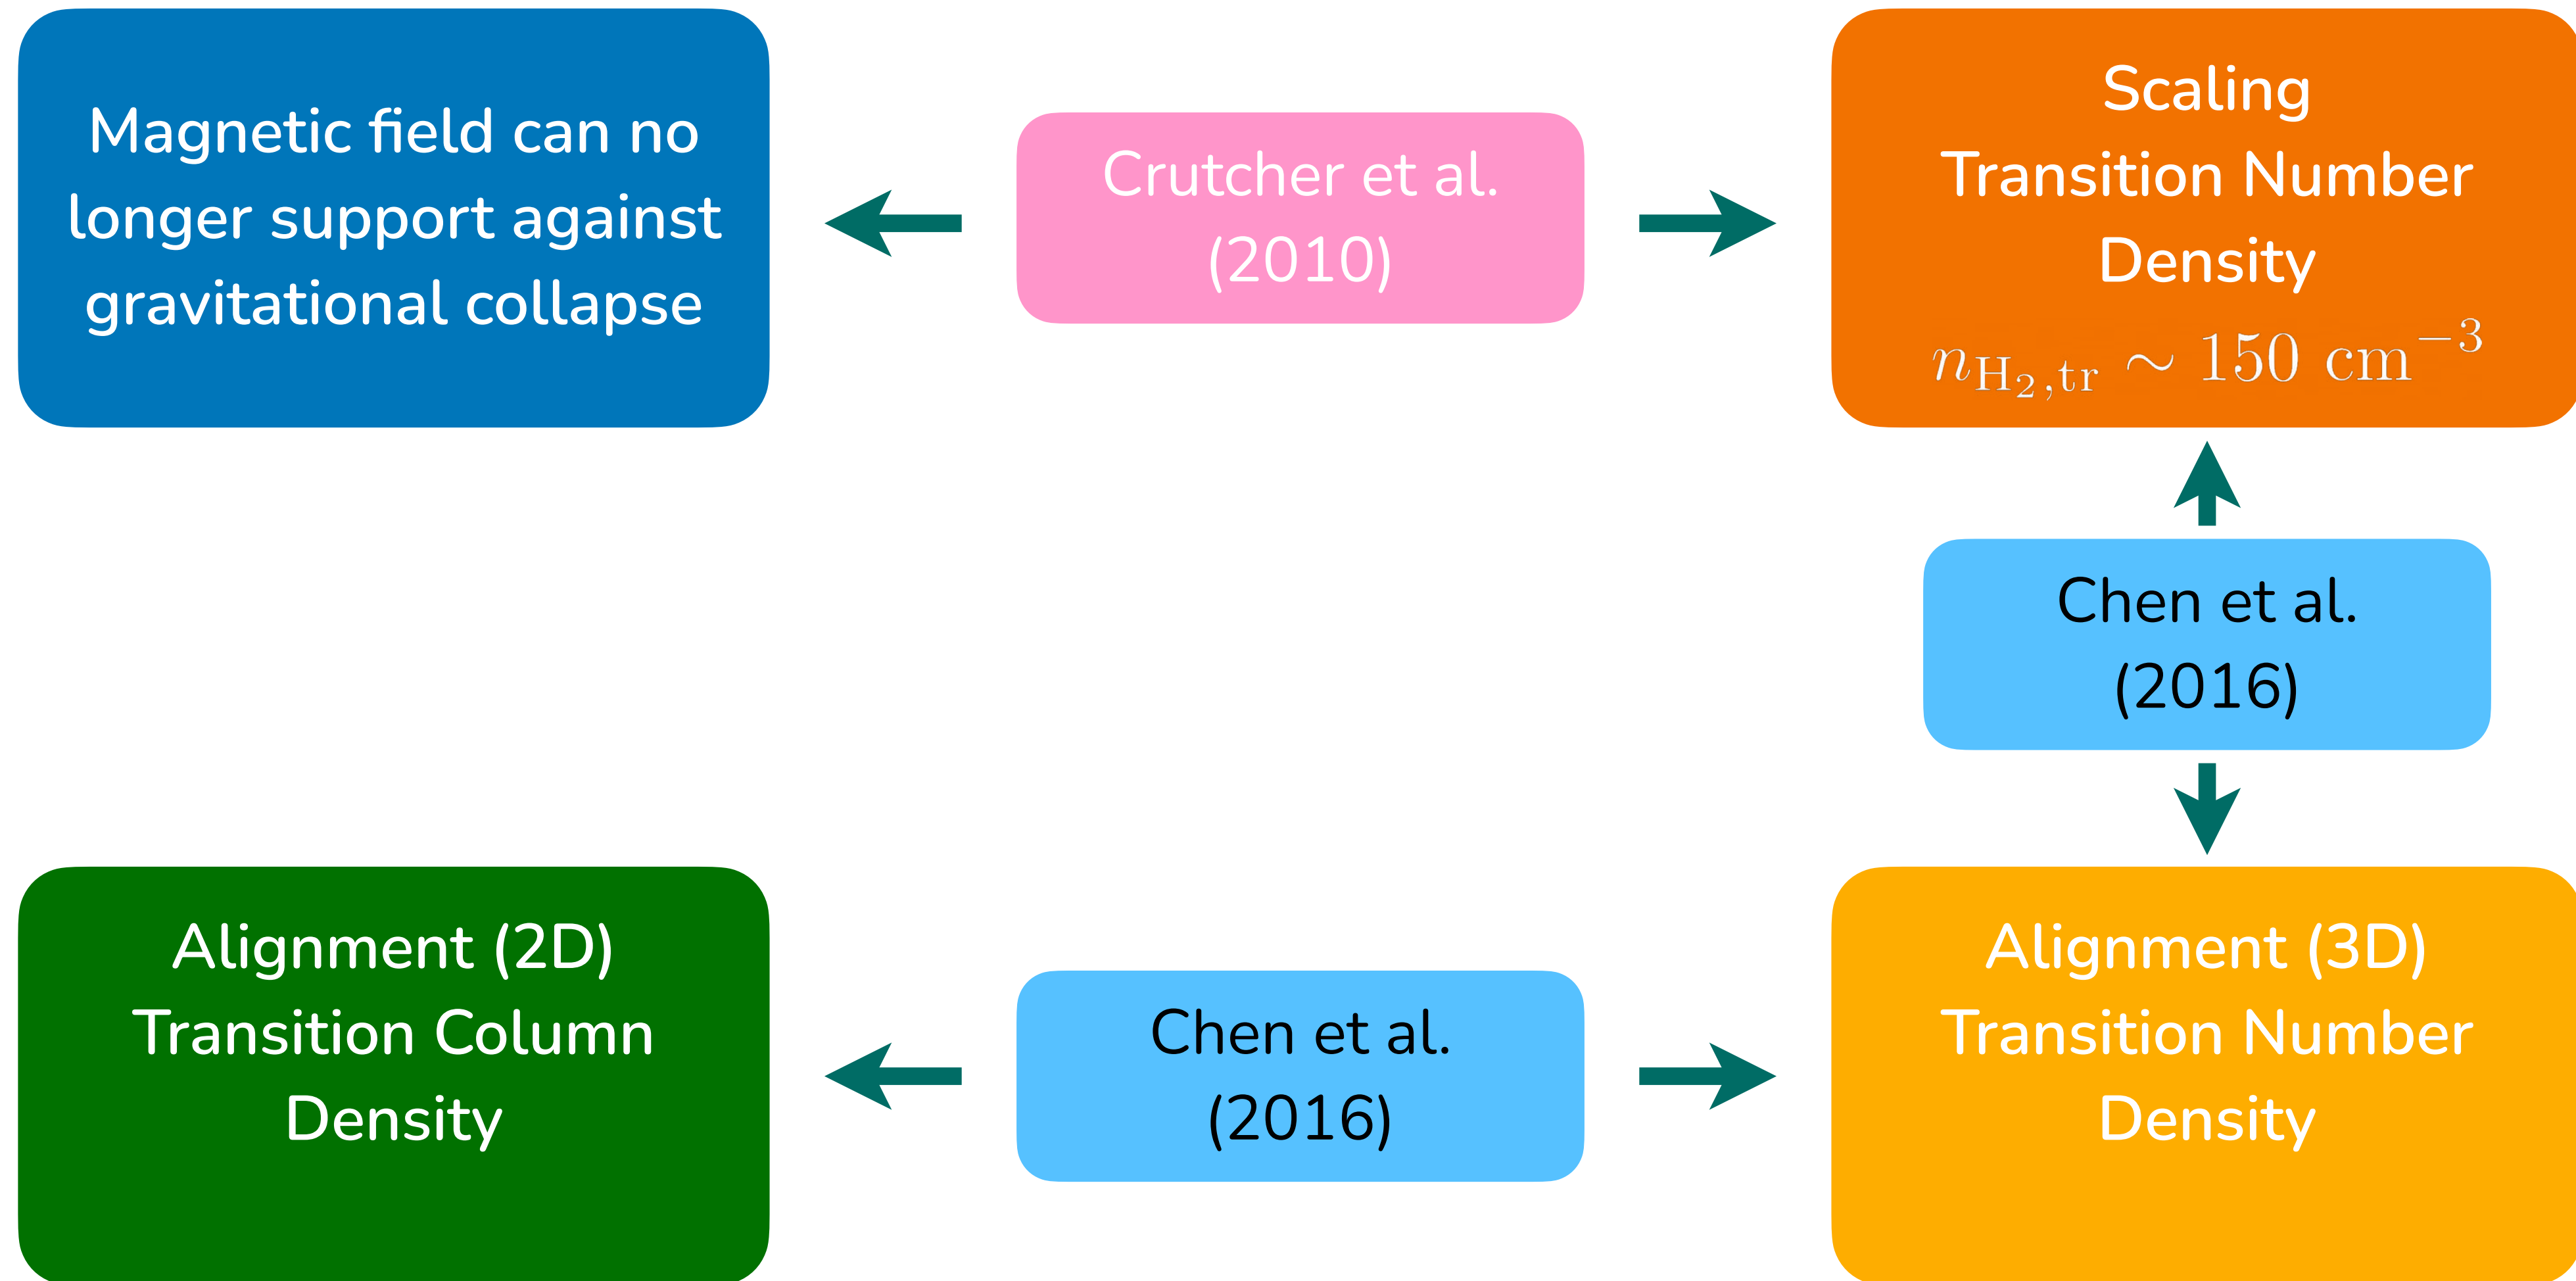 Magnetic field can no
longer support against
gravitational collapse
Crutcher et al.
(2010)
Scaling
Transition Number
Density
n_{H_2,tr} ∼ 150 cm^{−3}
Chen et al.
(2016)
Alignment (2D)
Transition Column
Density
Chen et al.
(2016)
Alignment (3D)
Transition Number
Density